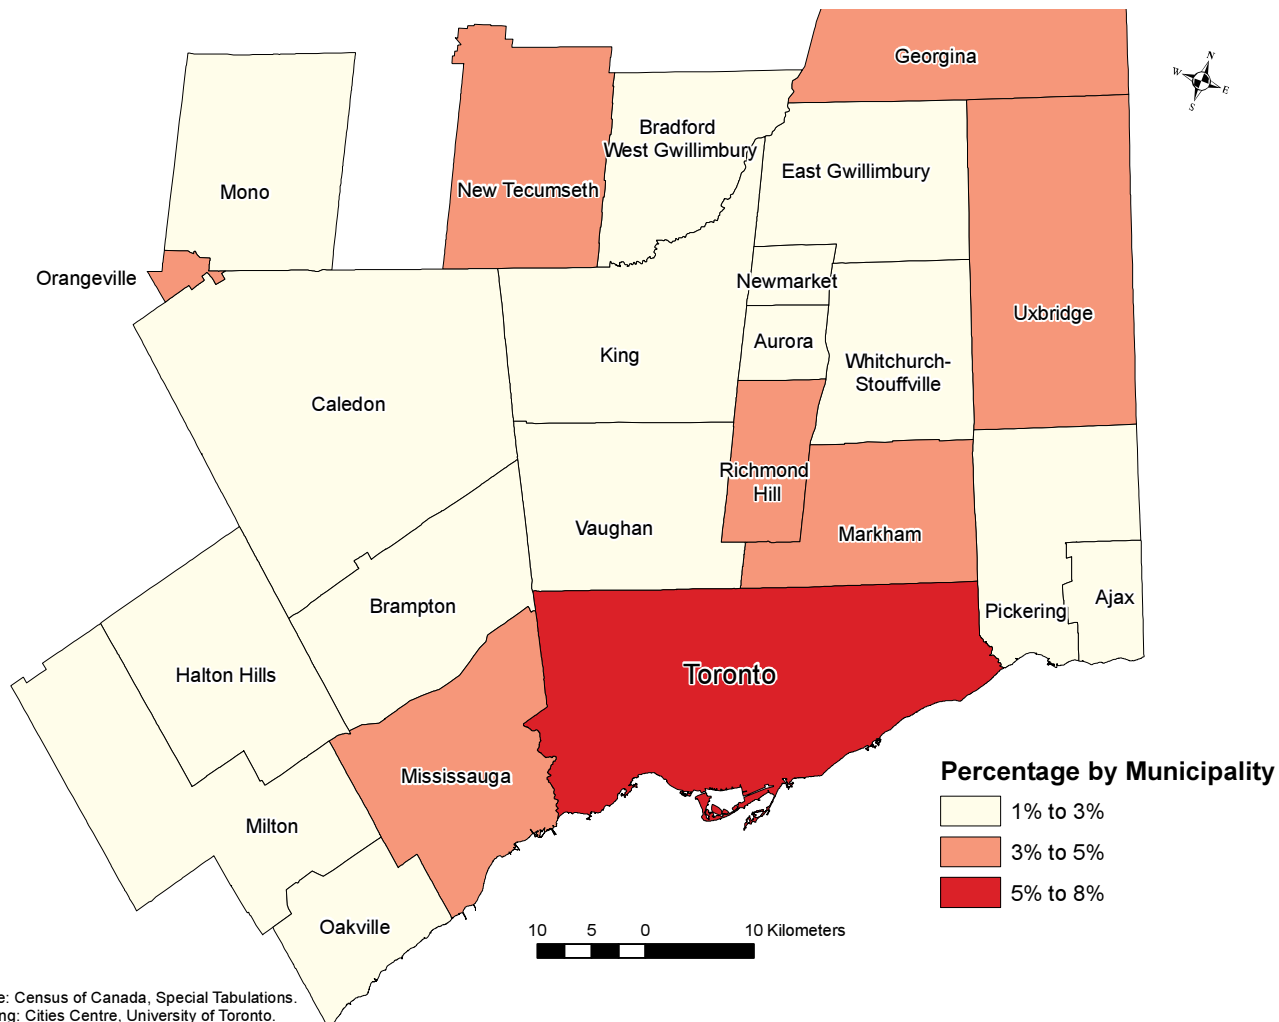 Georgina
N
W
E
S
Bradford
West Gwillimbury
East Gwillimbury
New Tecumseth
Mono
Orangeville
Newmarket
Uxbridge
Aurora
King
Whitchurch-
Stouffville
Caledon
Richmond
Hill
Vaughan
Markham
Brampton
Pickering
Ajax
Halton Hills
Toronto
Mississauga
Percentage by Municipality
1% to 3%
3% to 5%
5% to 8%
Milton
Oakville
10 5 0 10 Kilometers
e: Census of Canada, Special Tabulations.
ng: Cities Centre, University of Toronto.